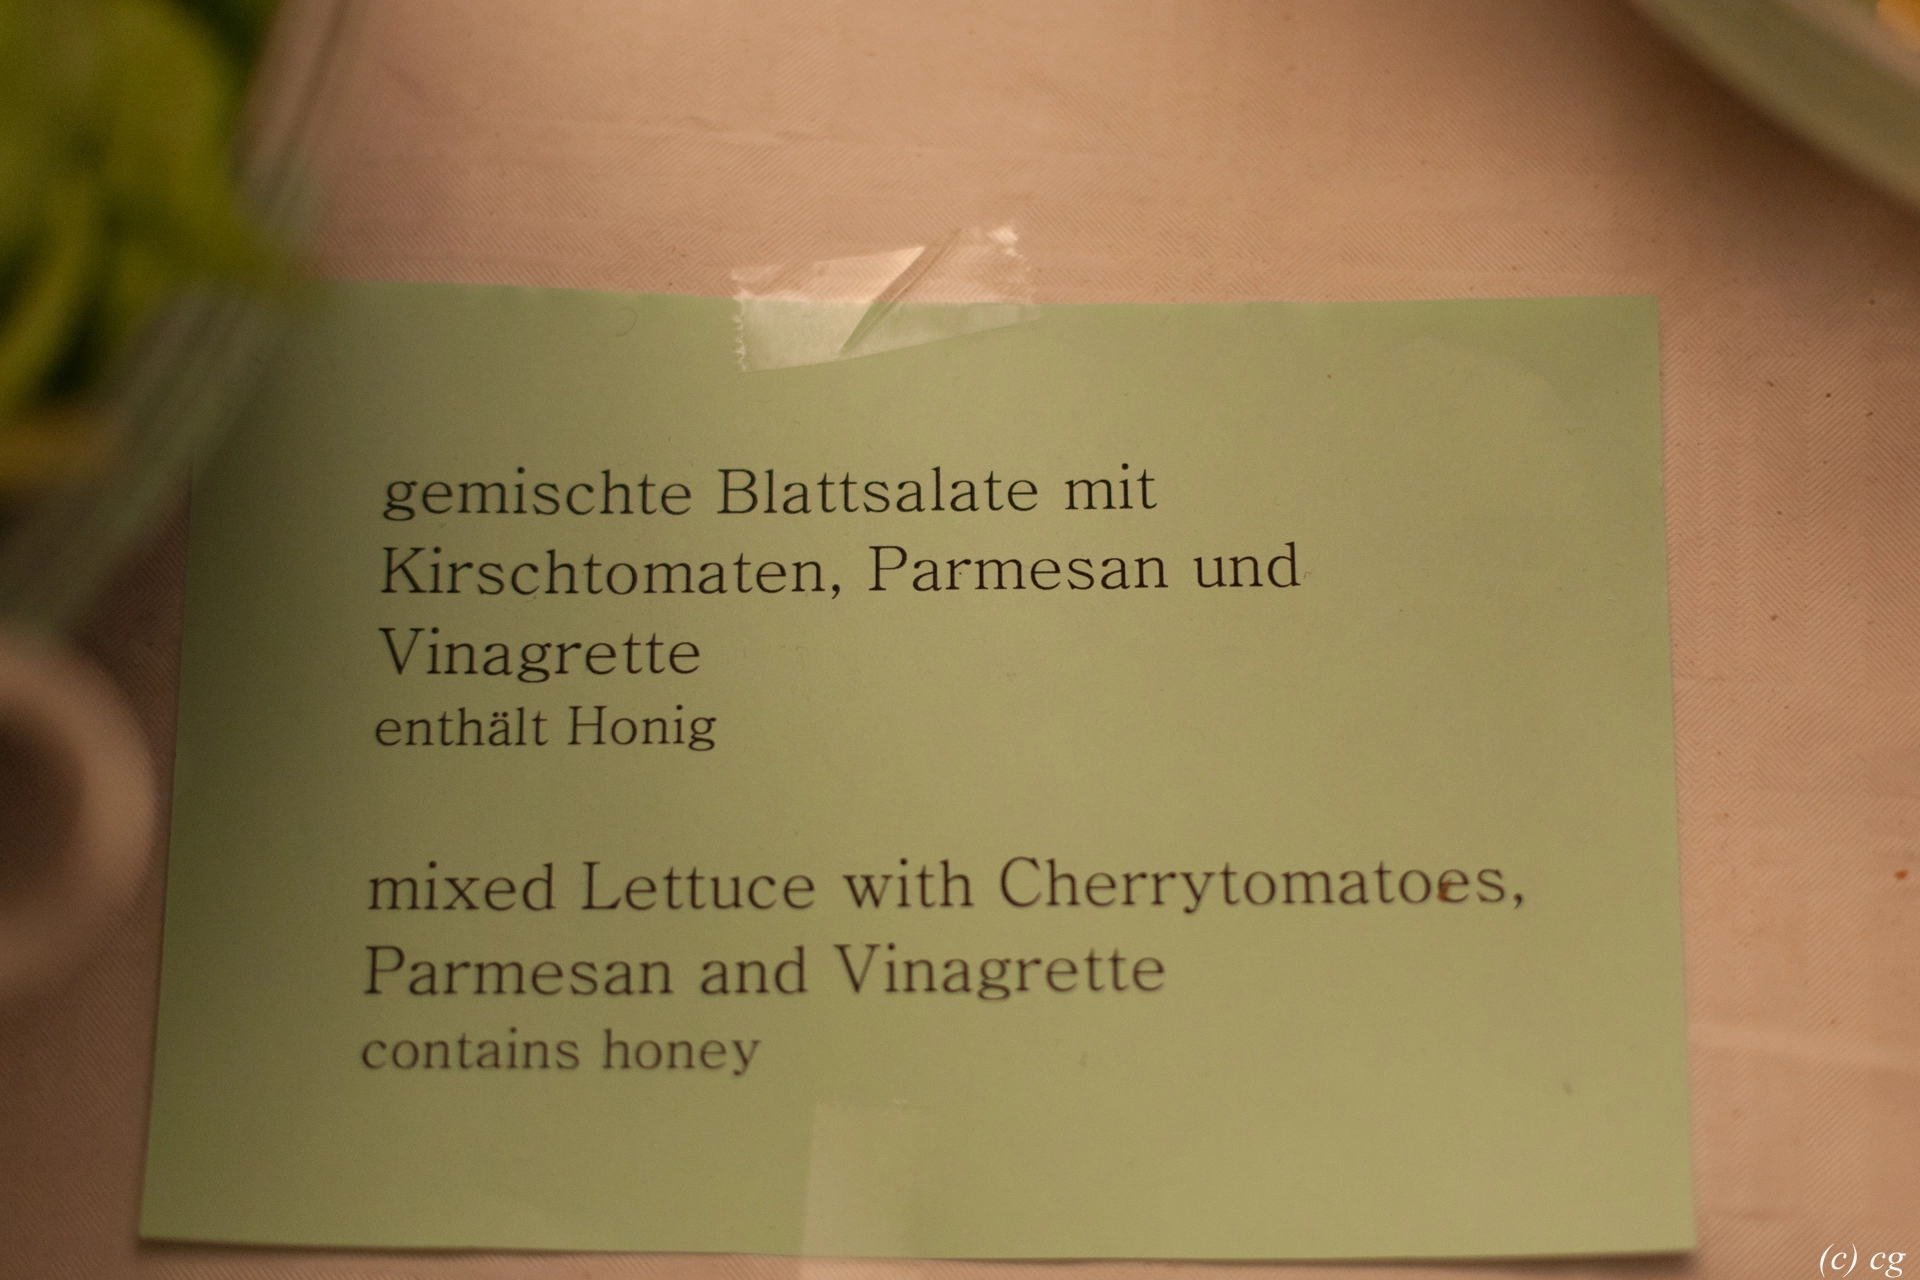 gemischte Blattsalate mit
Kirschtomaten, Parmesan und
Vinagrette
enthält Honig
mixed Lettuce with Cherrytomatoes,
Parmesan and Vinagrette
contains honey
(c) cg